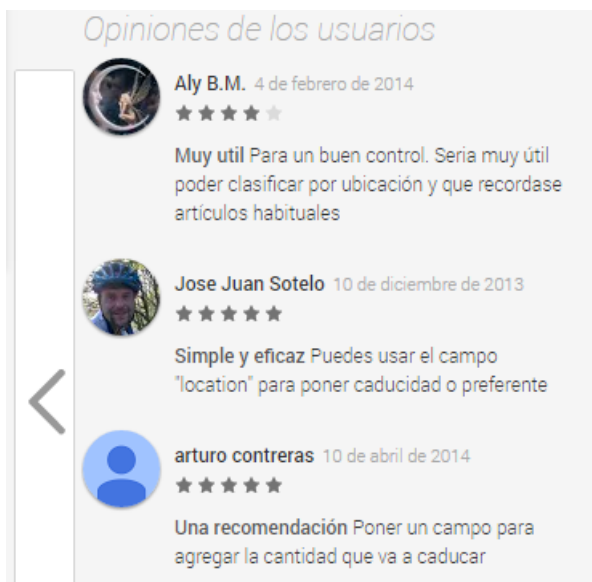 Opiniones de los usuarios
Aly B.M. 4 de febrero de 2014
Muy util Para un buen control. Seria muy útil
poder clasificar por ubicación y que recordase
artículos habituales
Jose Juan Sotelo 10 de diciembre de 2013
Simple y eficaz Puedes usar el campo
"location" para poner caducidad o preferente
arturo contreras 10 de abril de 2014
Una recomendación Poner un campo para
agregar la cantidad que va a caducar